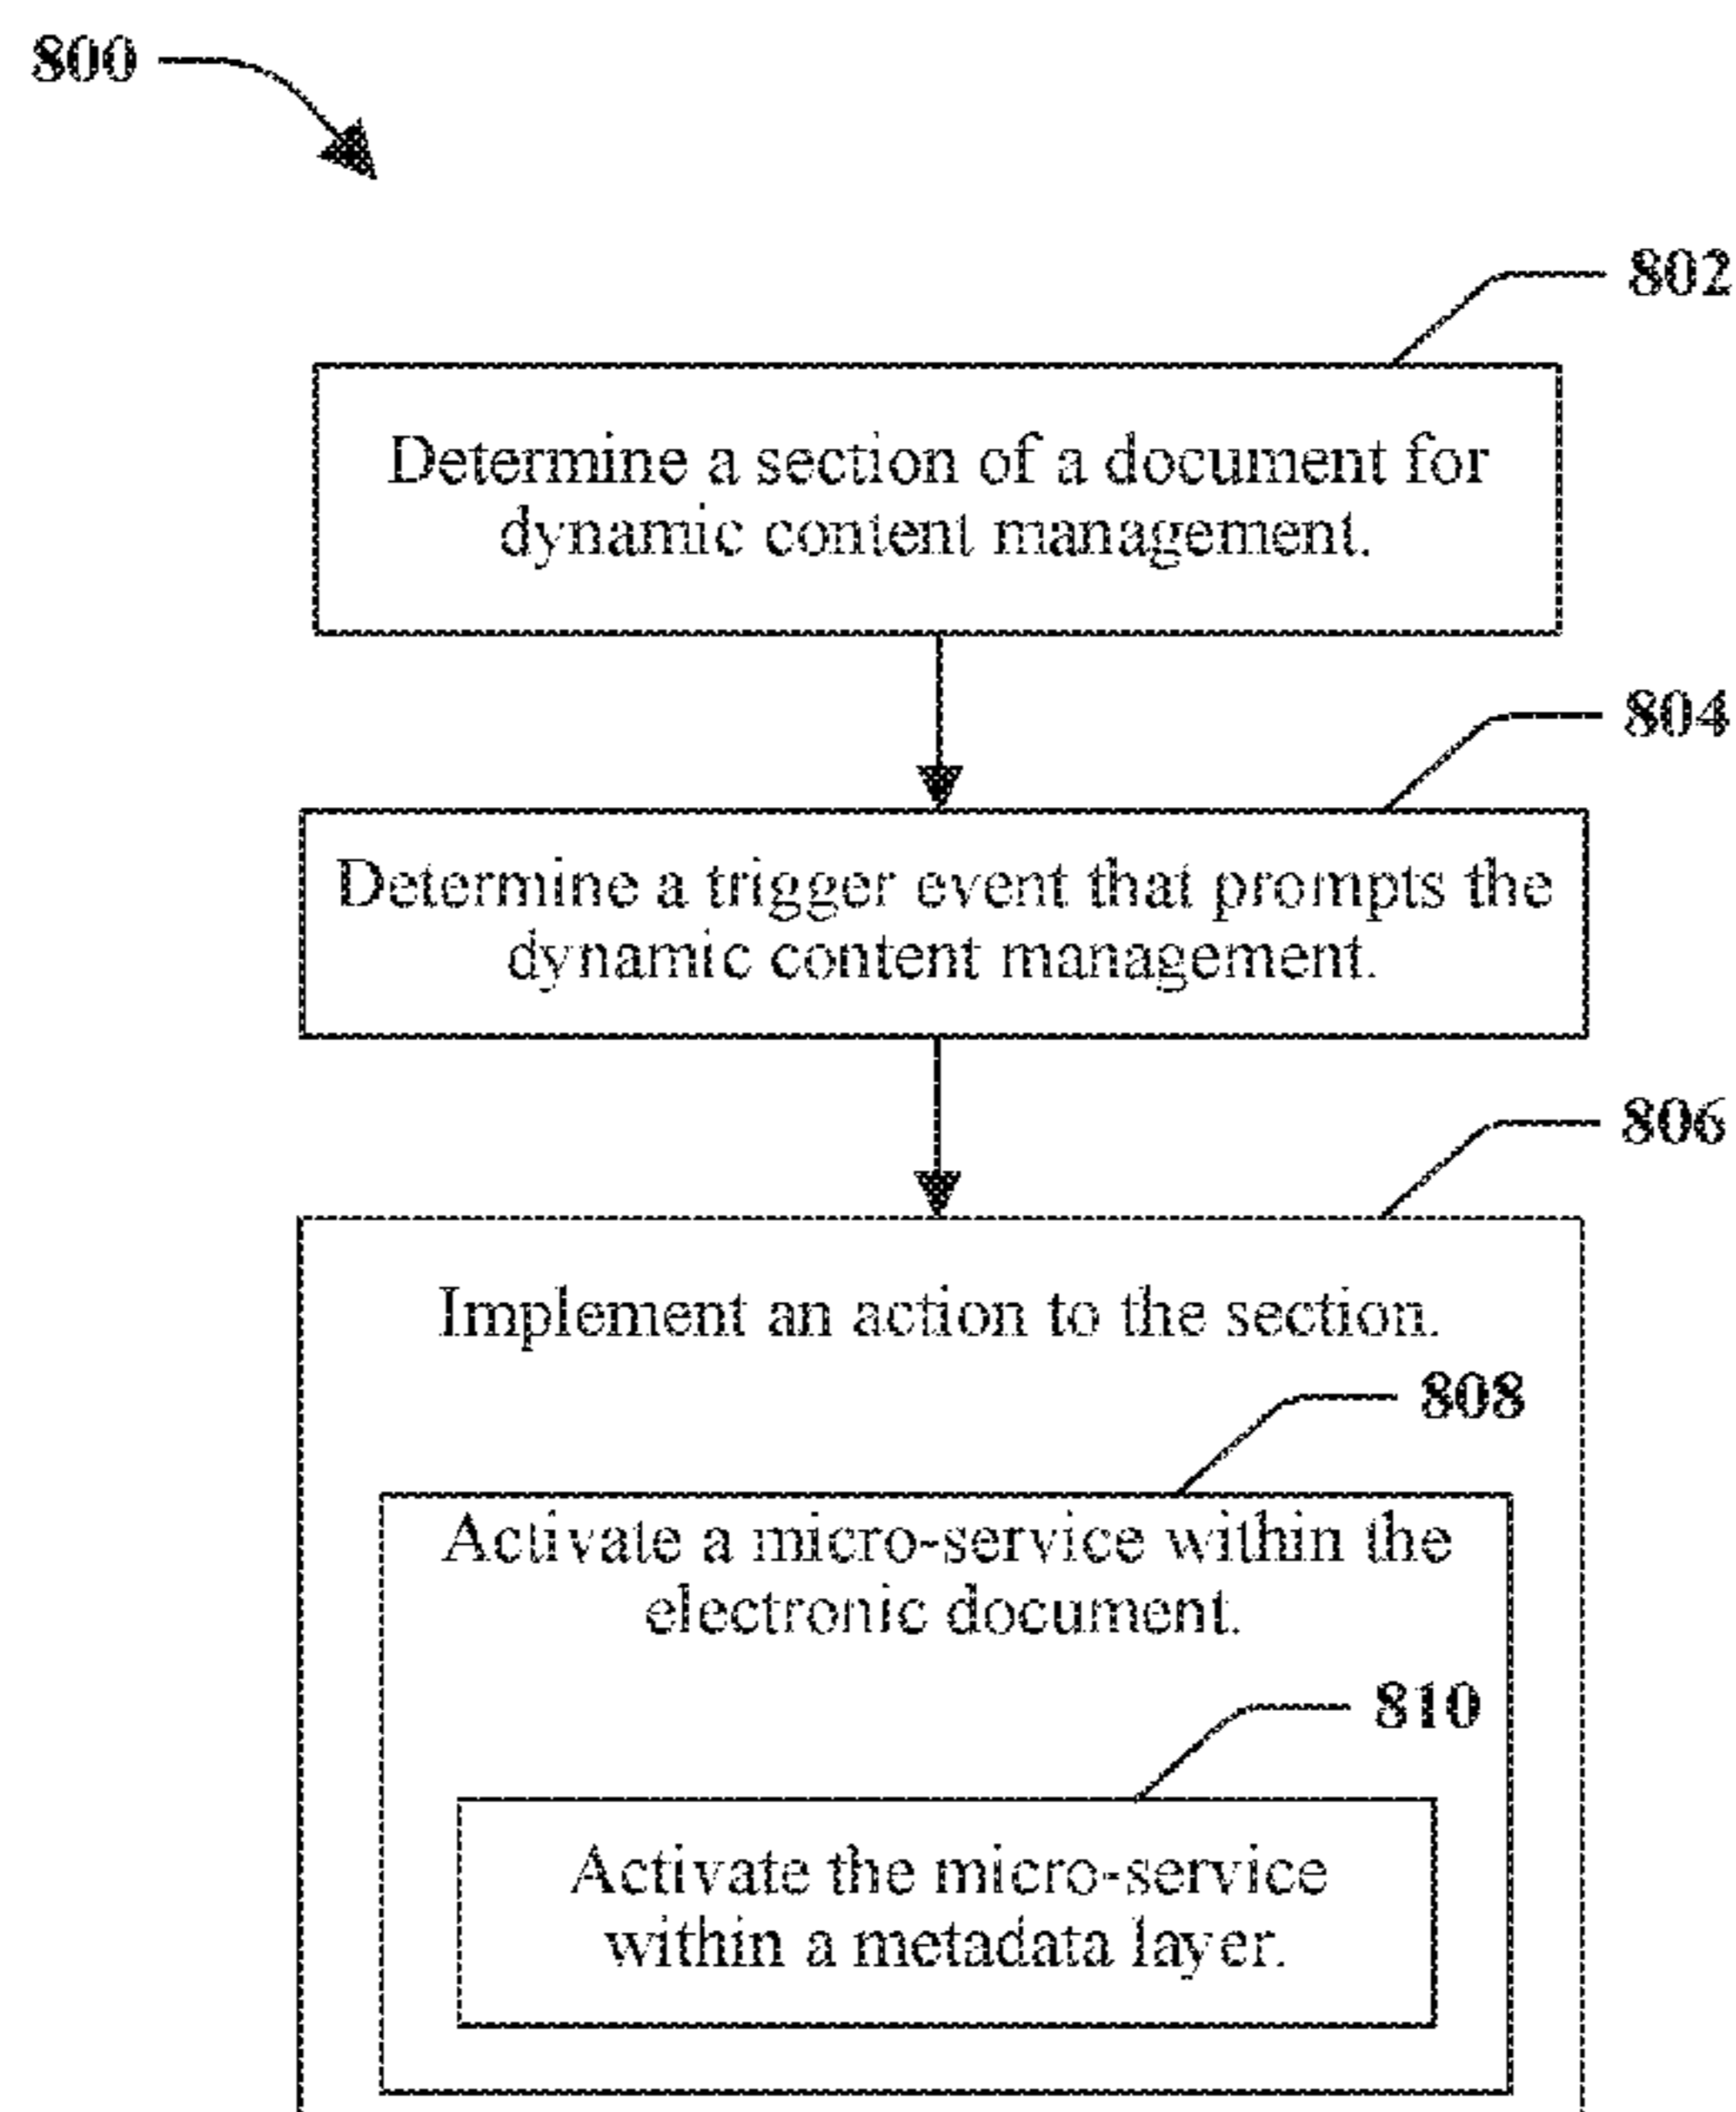 800
802
Determine a section of a document for
dynamic content management.
804
Determine a trigger event that prompts the
dynamic content management.
806
Implement an action to the section.
808
Activate a micro-service within the
electronic document.
810
Activate the micro-service
within a metadata layer.